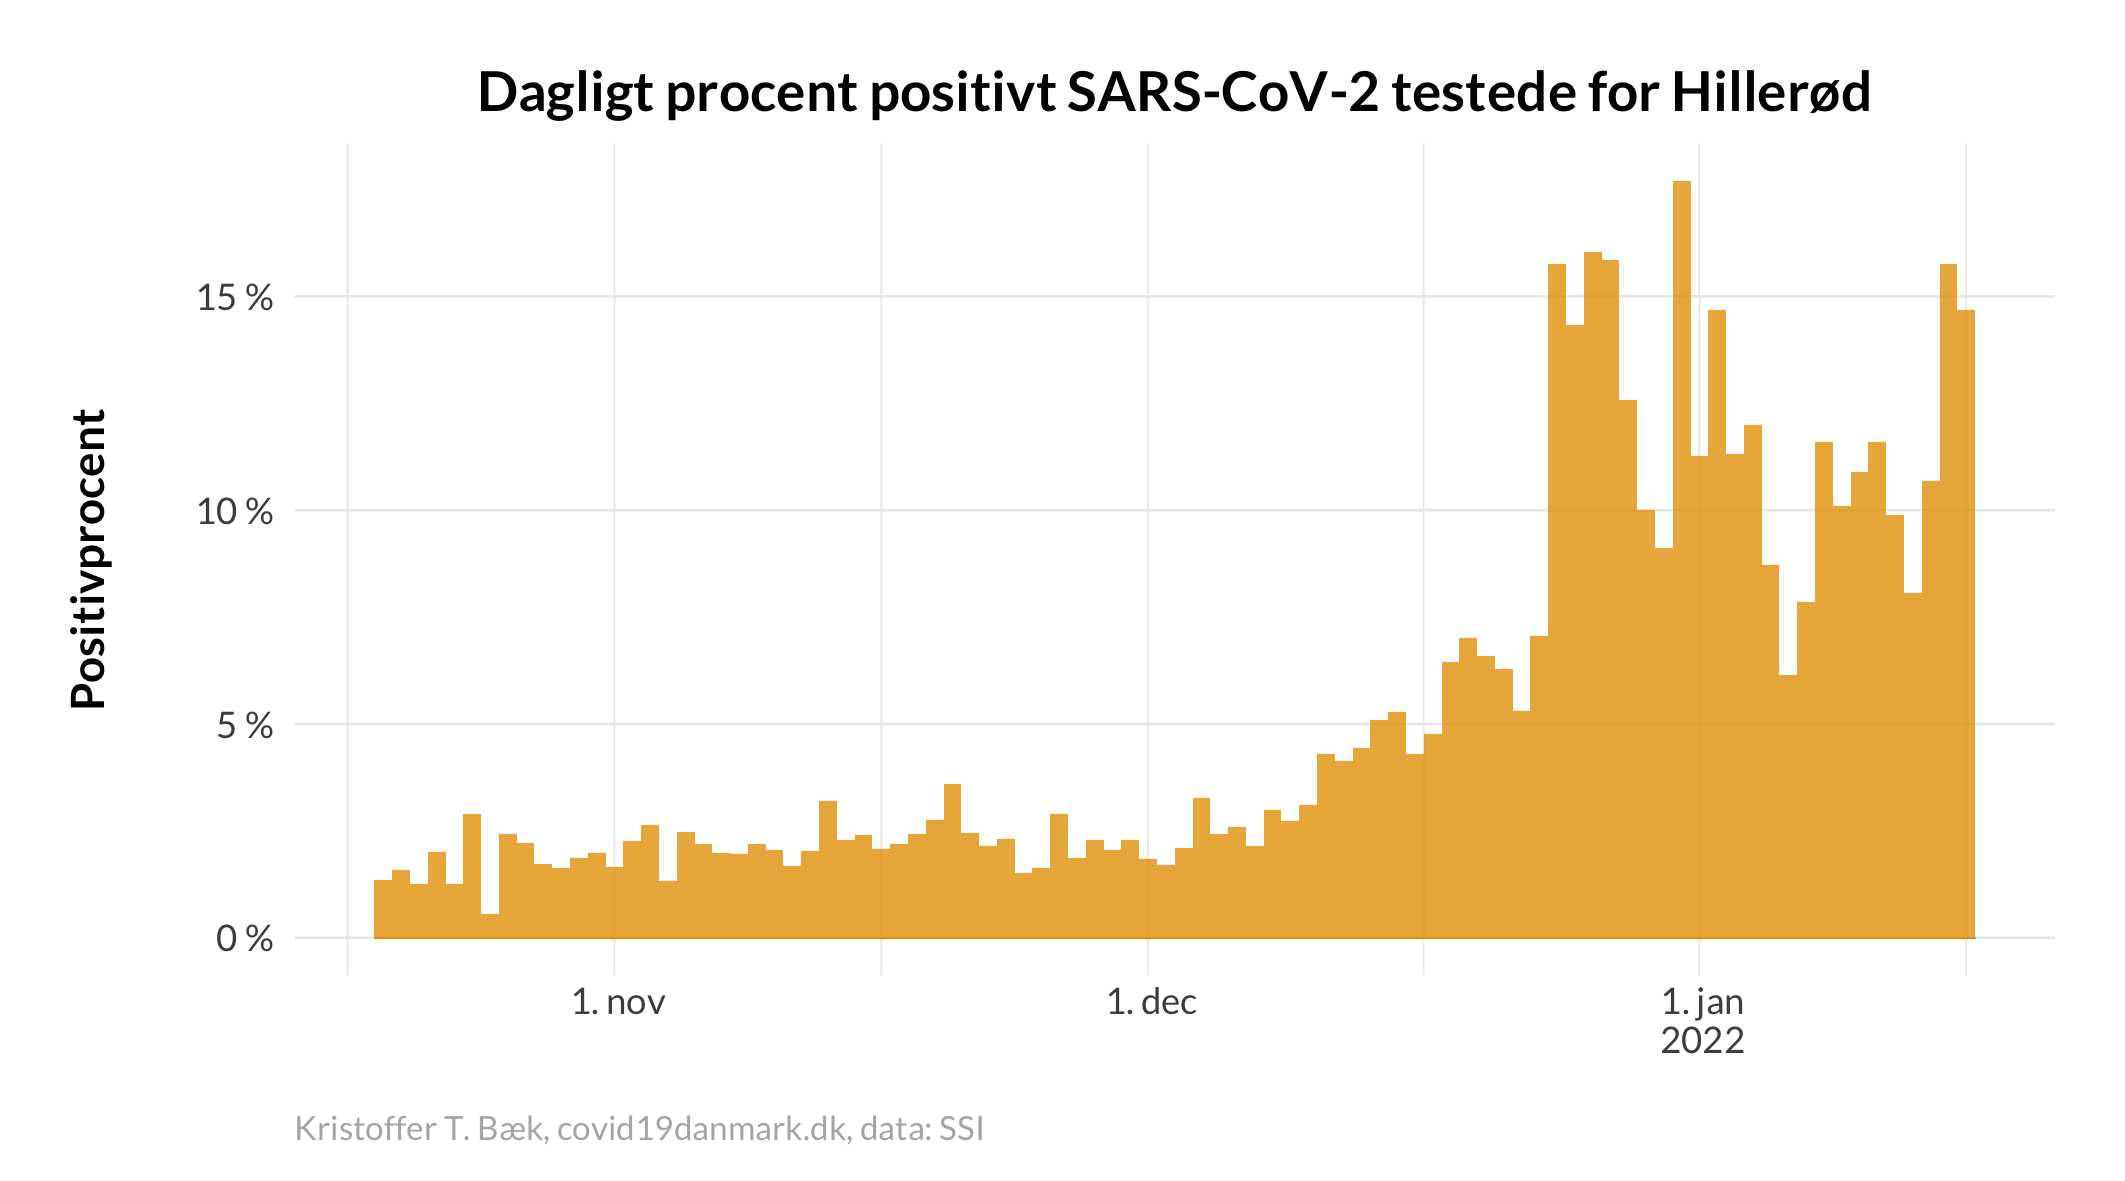 Dagligt procent positivt SARS-CoV-2 testede for Hillerød
Positivprocent
15 %
10 %
5 %
0 %
1. nov
1. dec
1. jan
2022
Kristoffer T. Bæk, covid19danmark.dk, data: SSI